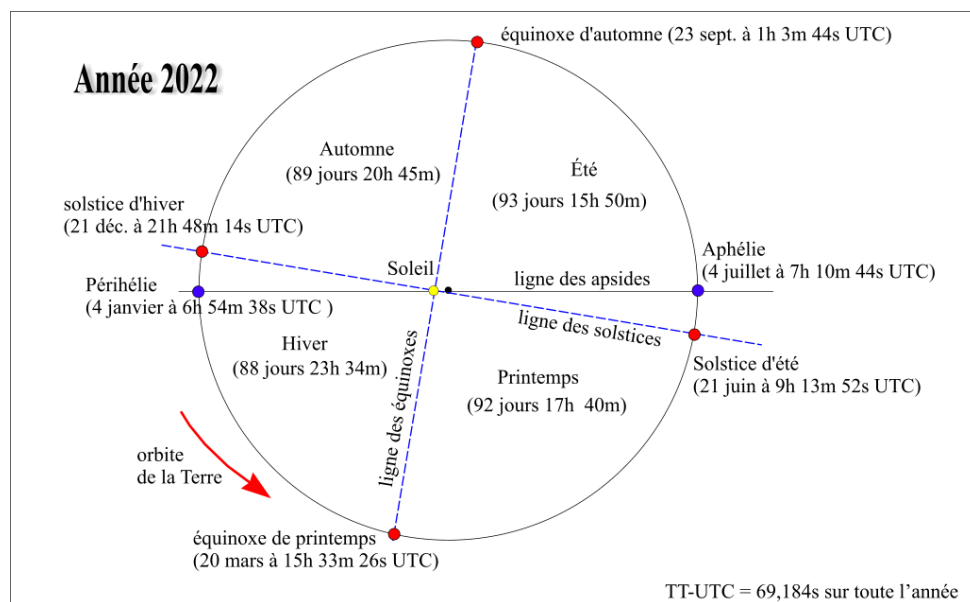 Année 2022
équinoxe d'automne (23 sept. à 1h 3m 44s UTC)
Automne
(89 jours 20h 45m)
Été
(93 jours 15h 50m)
solstice d'hiver
(21 déc. à 21h 48m 14s UTC)
Soleil
ligne des apsides
Aphélie
(4 juillet à 7h 10m 44s UTC)
Périhélie
(4 janvier à 6h 54m 38s UTC )
ligne des solstices
Hiver
(88 jours 23h 34m)
ligne des équinoxes
Printemps
(92 jours 17h 40m)
Solstice d'été
(21 juin à 9h 13m 52s UTC)
orbite
de la Terre
équinoxe de printemps
(20 mars à 15h 33m 26s UTC)
TT-UTC = 69,184s sur toute l’année